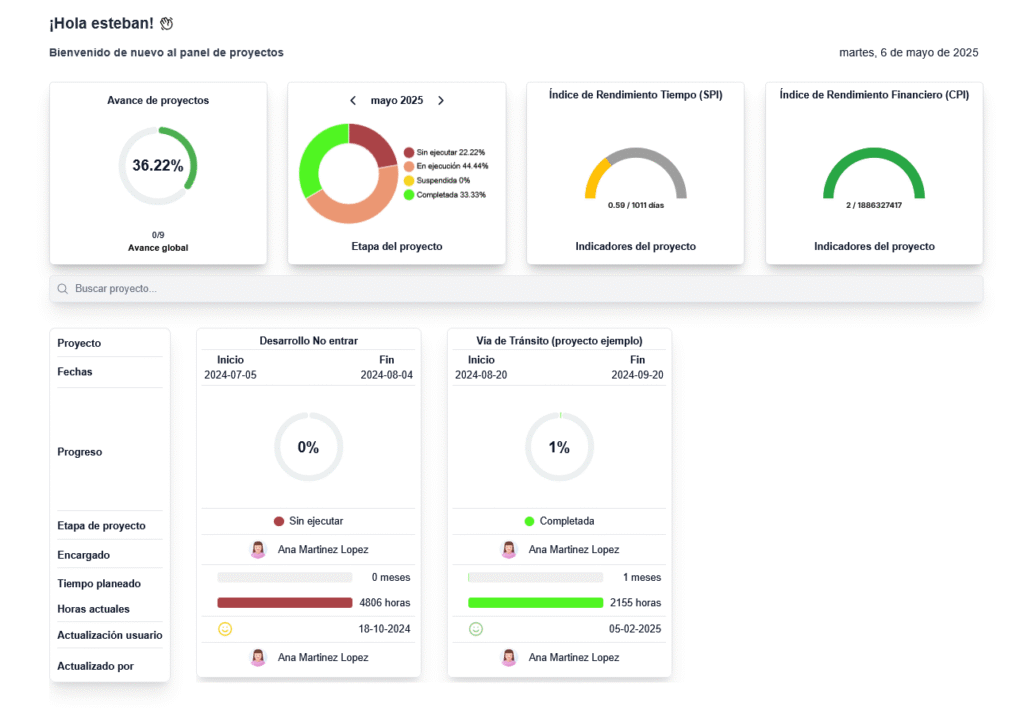 ¡Hola esteban!
Bienvenido de nuevo al panel de proyectos
martes, 6 de mayo de 2025
Avance de proyectos
36.22%
0/9
Avance global
mayo 2025
Sin ejecutar 22.22%
En ejecución 44.44%
Suspendida 0%
Completada 33.33%
Etapa del proyecto
Índice de Rendimiento Tiempo (SPI)
0.59 / 1011 días
Indicadores del proyecto
Índice de Rendimiento Financiero (CPI)
2 / 1886327417
Indicadores del proyecto
Buscar proyecto...
Proyecto
Fechas
Progreso
Etapa de proyecto
Encargado
Tiempo planeado
Horas actuales
Actualización usuario
Actualizado por
Desarrollo No entrar
Inicio Fin
2024-07-05 2024-08-04
0%
Sin ejecutar
Ana Martinez Lopez
0 meses
4806 horas
18-10-2024
Ana Martinez Lopez
Via de Tránsito (proyecto ejemplo)
Inicio Fin
2024-08-20 2024-09-20
1%
Completada
Ana Martinez Lopez
1 meses
2155 horas
05-02-2025
Ana Martinez Lopez